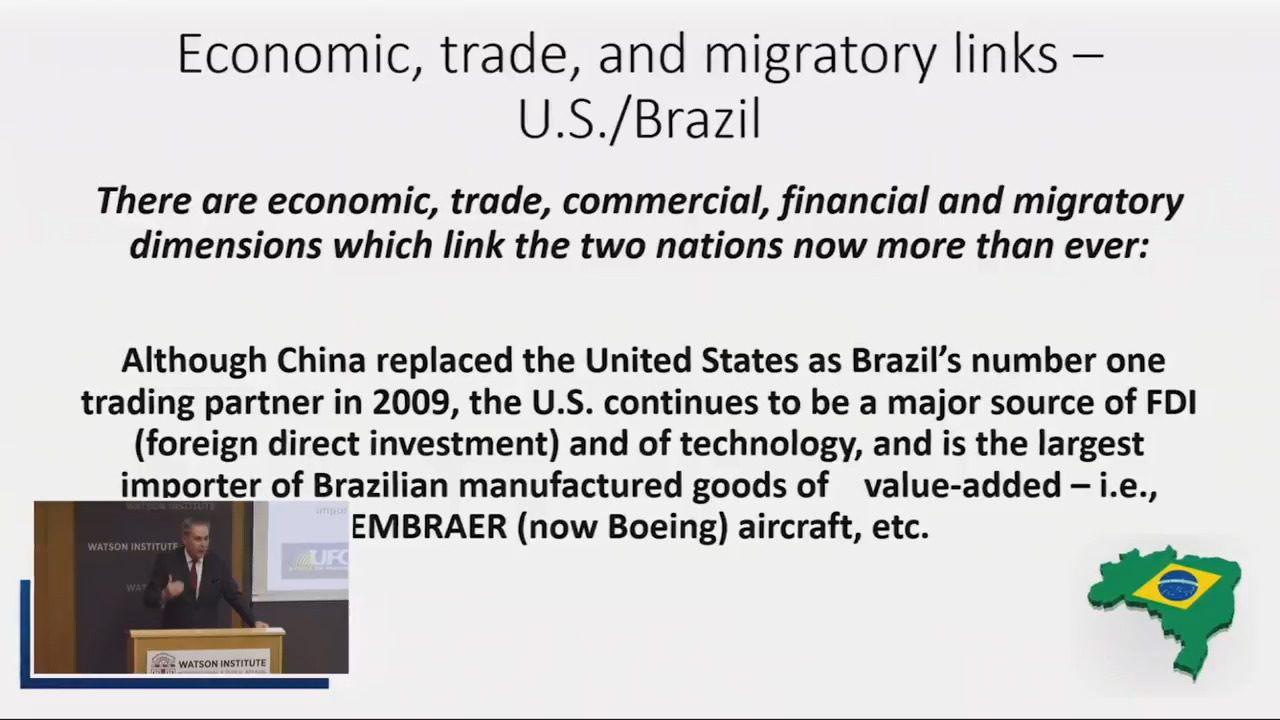 Economic, trade, and migratory links –
U.S./Brazil
There are economic, trade, commercial, financial and migratory
dimensions which link the two nations now more than ever:
Although China replaced the United States as Brazil's number one
trading partner in 2009, the U.S. continues to be a major source of FDI
(foreign direct investment) and of technology, and is the largest
importer of Brazilian manufactured goods of value-added – i.e.,
EMBRAER (now Boeing) aircraft, etc.
WATSON INSTITUTE
WATSON INSTITUTE
WATSON INSTITUTE